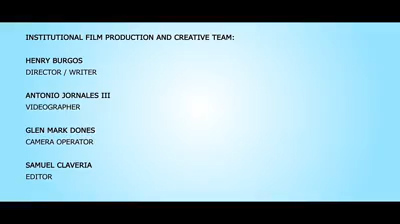 INSTITUTIONAL FILM PRODUCTION AND CREATIVE TEAM:
HENRY BURGOS
DIRECTOR / WRITER
ANTONIO JORNALES III
VIDEOGRAPHER
GLEN MARK DONES
CAMERA OPERATOR
SAMUEL CLAVERIA
EDITOR